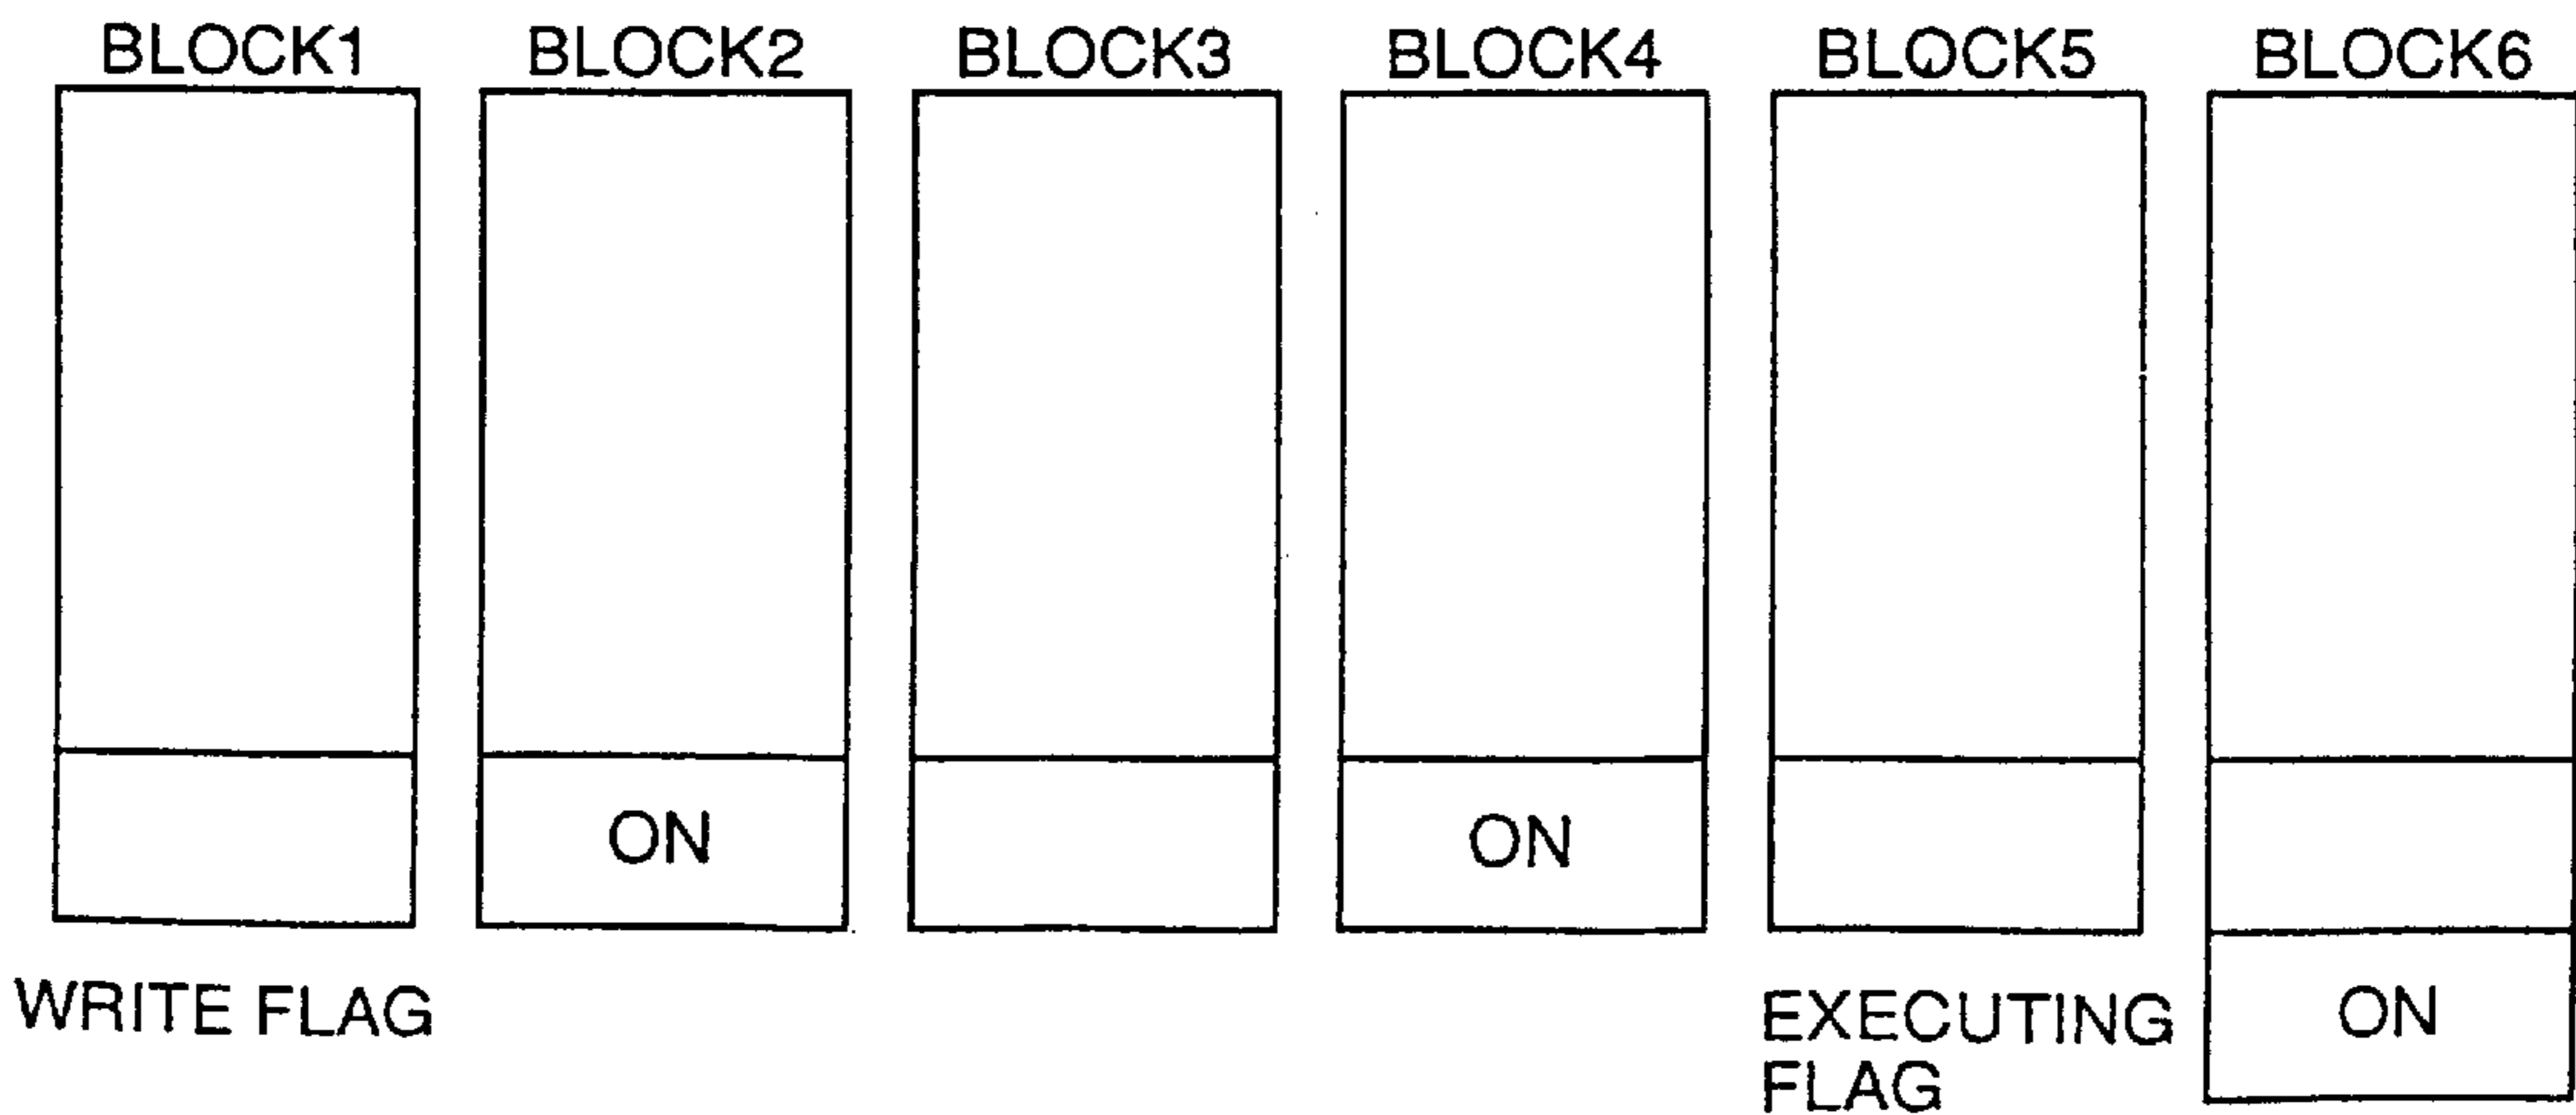 BLOCK1 BLOCK2 BLOCK3 BLOCK4 BLOCK5 BLOCK6
ON ON
WRITE FLAG EXECUTING ON
FLAG